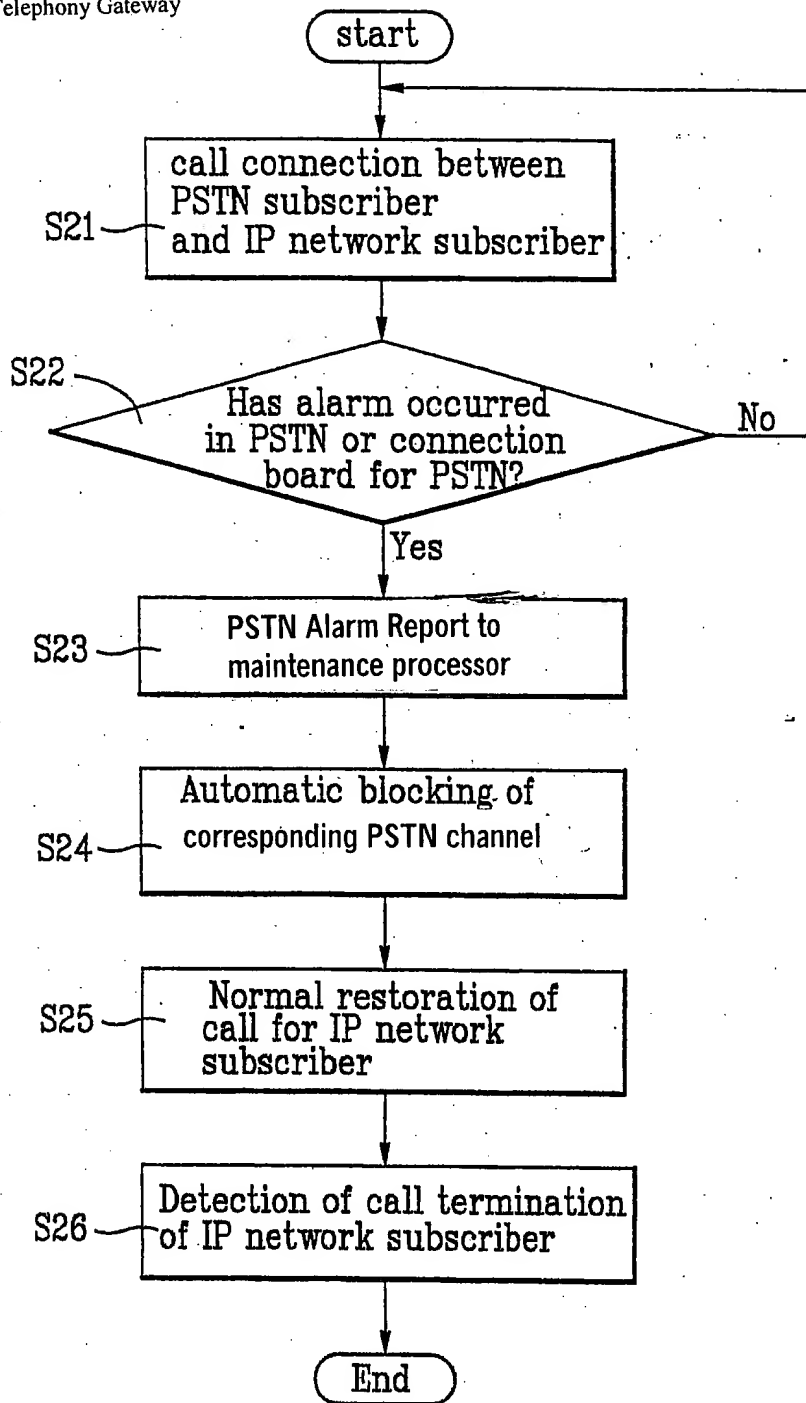 Telephony Gateway
start
call connection between
PSTN subscriber
and IP network subscriber
S21
S22
Has alarm occurred
in PSTN or connection
board for PSTN?
No
Yes
S23
PSTN Alarm Report to
maintenance processor
Automatic blocking of
corresponding PSTN channel
S24
Normal restoration of
call for IP network
subscriber
S25
Detection of call termination
of IP network subscriber
S26
End